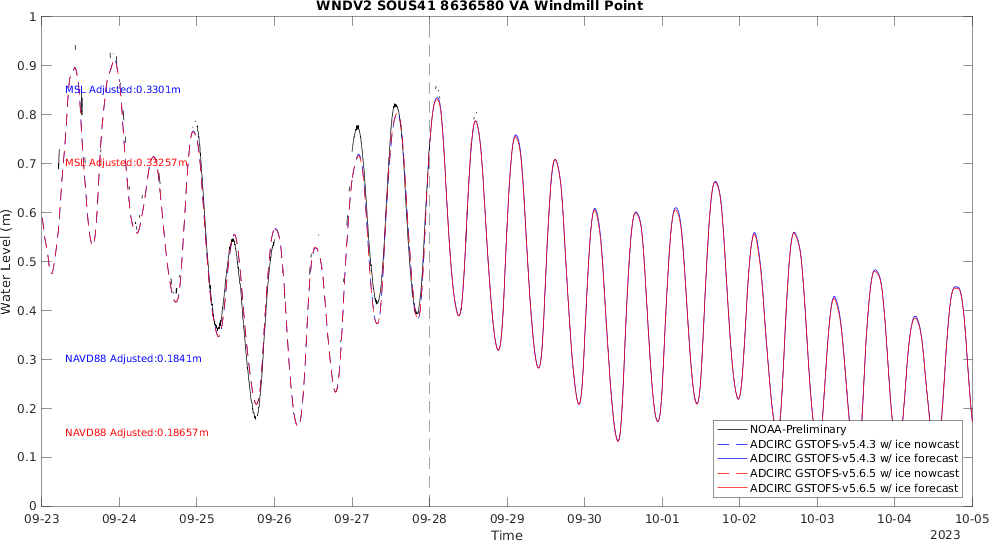 WNDV2 SOUS41 8636580 VA Windmill Point
1
0.9
0.8
0.7
0.6
0.5
0.4
0.3
0.2
0.1
0
Water Level (m)
MSL Adjusted:0.3301m
MSL Adjusted:0.33257m
NAVD88 Adjusted:0.1841m
NAVD88 Adjusted:0.18657m
NOAA-Preliminary
ADCIRC GSTOFS-v5.4.3 w/ ice nowcast
ADCIRC GSTOFS-v5.4.3 w/ ice forecast
ADCIRC GSTOFS-v5.6.5 w/ ice nowcast
ADCIRC GSTOFS-v5.6.5 w/ ice forecast
09-23 09-24 09-25 09-26 09-27 09-28 09-29 09-30 10-01 10-02 10-03 10-04 10-05
Time
2023